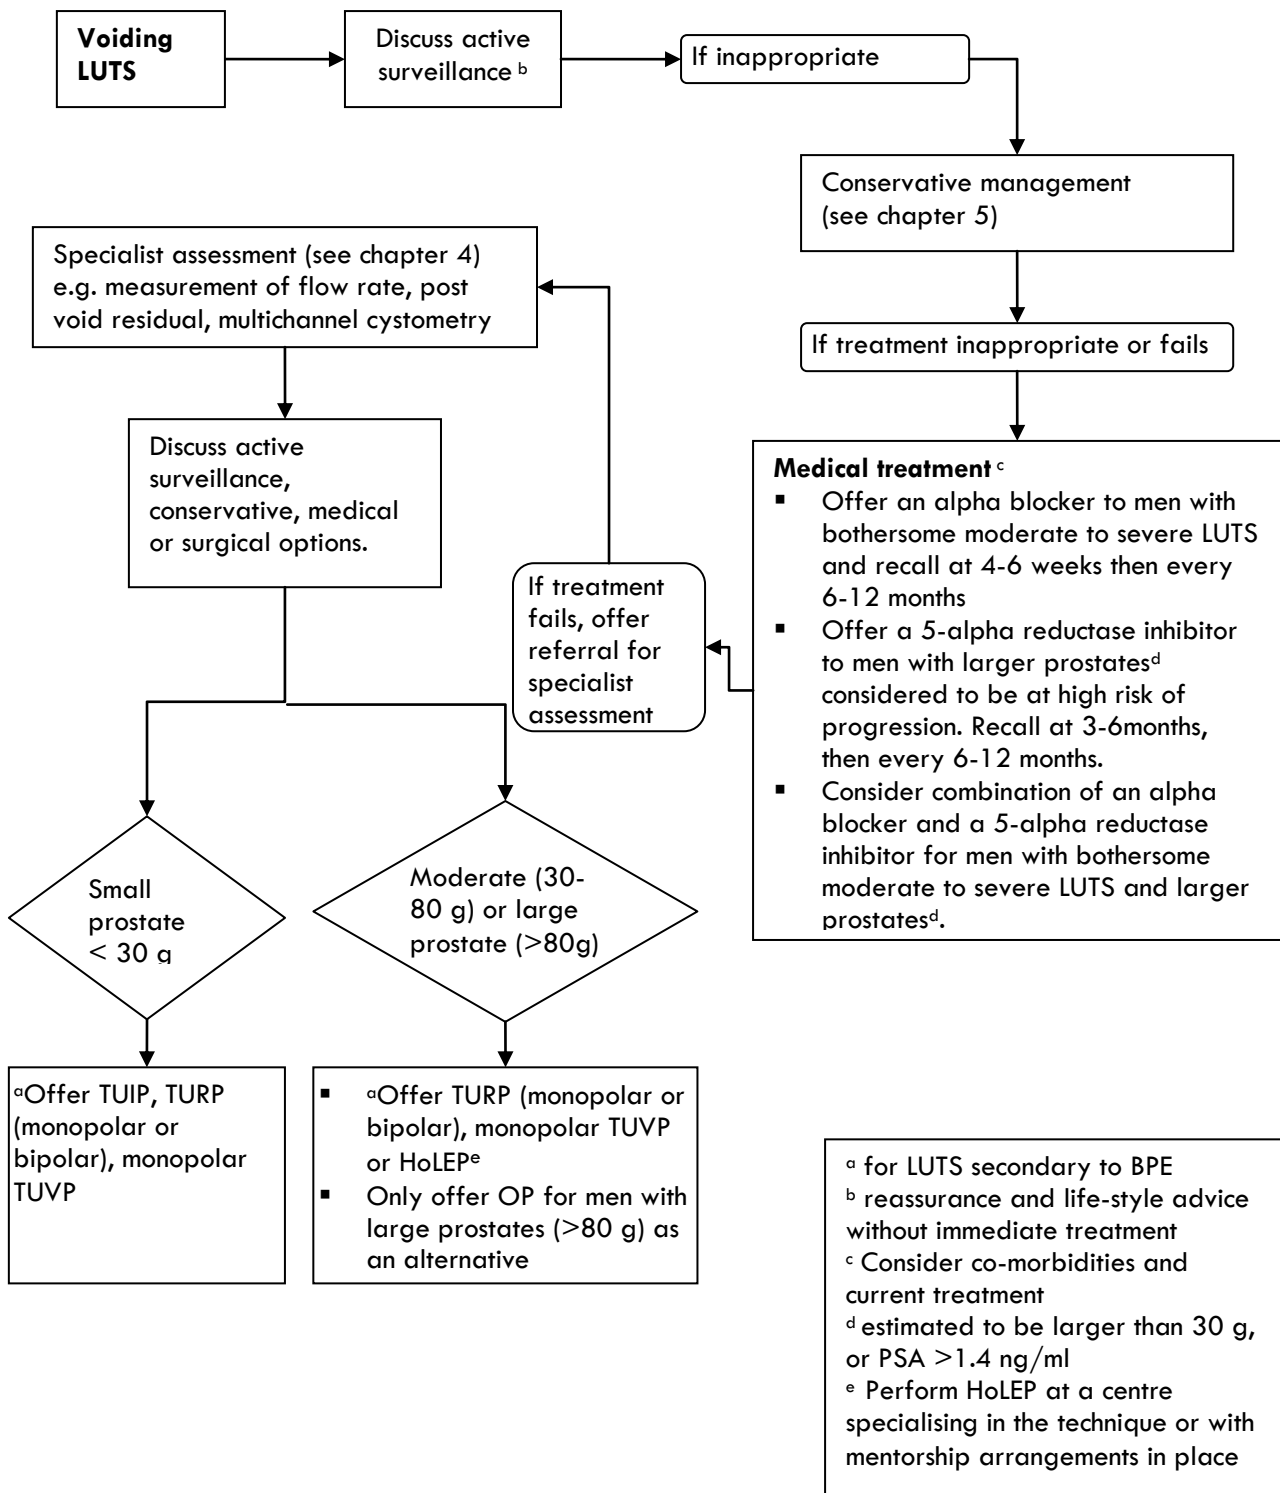 Voiding
LUTS
Discuss active
surveillance b
If inappropriate
Conservative management
(see chapter 5)
If treatment inappropriate or fails
Medical treatment c
▪ Offer an alpha blocker to men with
bothersome moderate to severe LUTS
and recall at 4-6 weeks then every
6-12 months
▪ Offer a 5-alpha reductase inhibitor
to men with larger prostatesd
considered to be at high risk of
progression. Recall at 3-6months,
then every 6-12 months.
▪ Consider combination of an alpha
blocker and a 5-alpha reductase
inhibitor for men with bothersome
moderate to severe LUTS and larger
prostatesd.
If treatment
fails, offer
referral for
specialist
assessment
Specialist assessment (see chapter 4)
e.g. measurement of flow rate, post
void residual, multichannel cystometry
Discuss active
surveillance,
conservative, medical
or surgical options.
Small
prostate
< 30 g
Moderate (30-
80 g) or large
prostate (>80g)
aOffer TUIP, TURP
(monopolar or
bipolar), monopolar
TUVP
▪ aOffer TURP (monopolar or
bipolar), monopolar TUVP
or HoLEPe
▪ Only offer OP for men with
large prostates (>80 g) as
an alternative
a for LUTS secondary to BPE
b reassurance and life-style advice
without immediate treatment
c Consider co-morbidities and
current treatment
d estimated to be larger than 30 g,
or PSA >1.4 ng/ml
e Perform HoLEP at a centre
specialising in the technique or with
mentorship arrangements in place